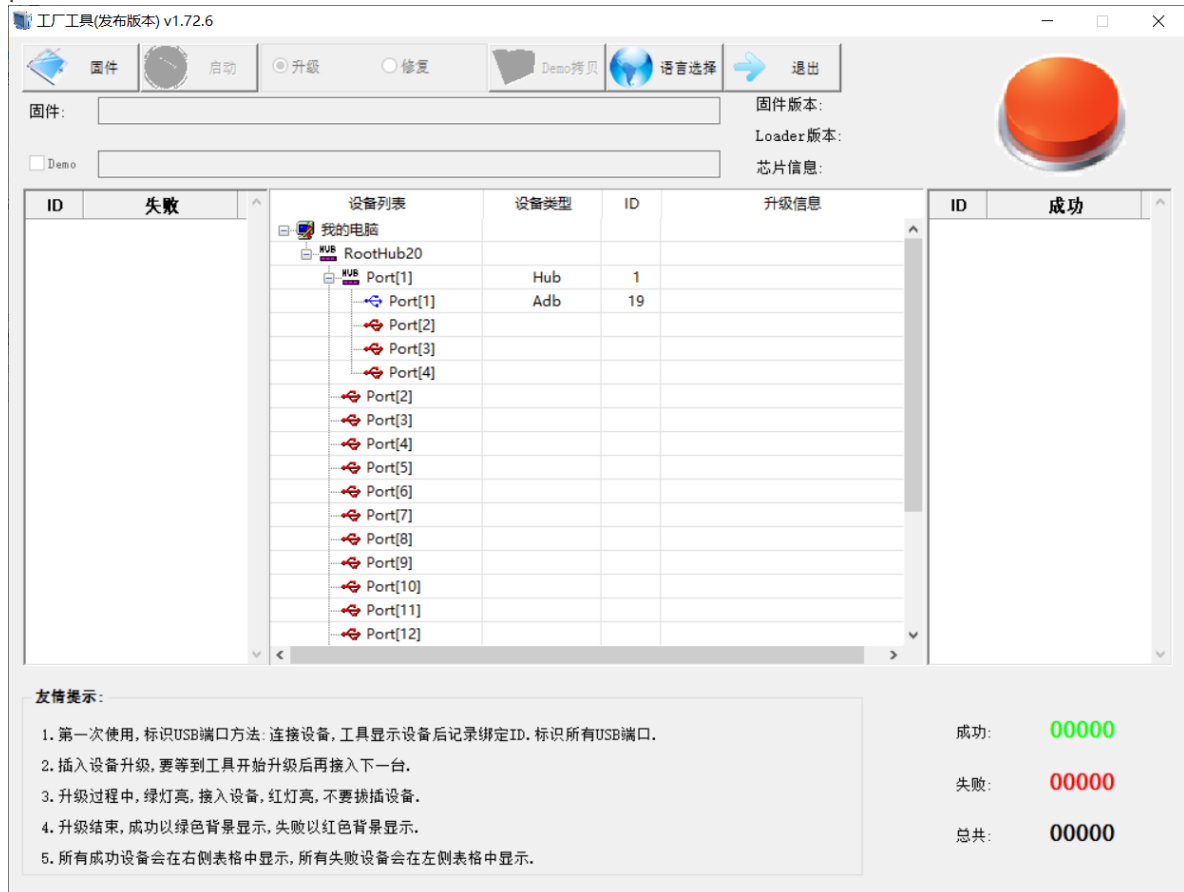 工厂工具(发布版本) v1.72.6
固件 启动 升级 修复 Demo拷贝 语言选择 退出
固件:
固件版本:
Loader版本:
Demo
芯片信息:
ID 失败 设备列表 设备类型 ID 升级信息 ID 成功
我的电脑
HUB RootHub20
HUB Port[1] Hub 1
Port[1] Adb 19
Port[2]
Port[3]
Port[4]
Port[2]
Port[3]
Port[4]
Port[5]
Port[6]
Port[7]
Port[8]
Port[9]
Port[10]
Port[11]
Port[12]
友情提示:
1.第一次使用,标识USB端口方法:连接设备,工具显示设备后记录绑定ID.标识所有USB端口.
2.插入设备升级,要等到工具开始升级后再接入下一台.
3.升级过程中,绿灯亮,接入设备,红灯亮,不要拔插设备.
4.升级结束,成功以绿色背景显示,失败以红色背景显示.
5.所有成功设备会在右侧表格中显示,所有失败设备会在左侧表格中显示.
成功: 00000
失败: 00000
总共: 00000